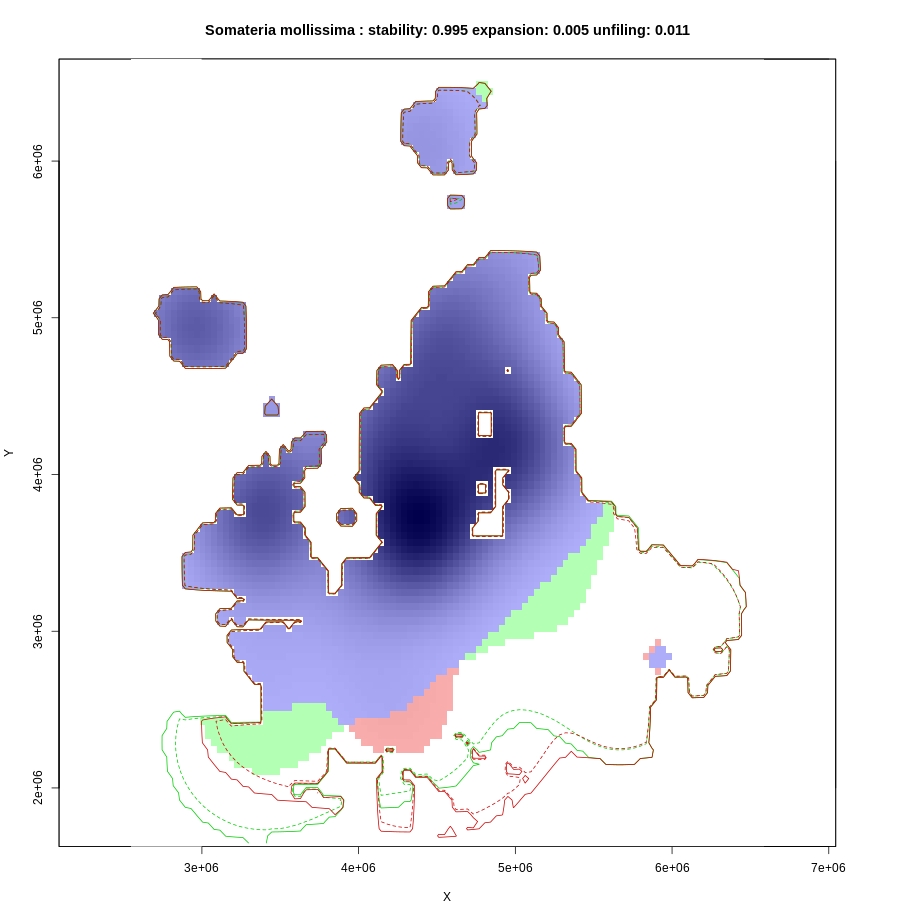 Somateria mollissima : stability: 0.995 expansion: 0.005 unfiling: 0.011
6e+06
5e+06
4e+06
3e+06
2e+06
Y
3e+06 4e+06 5e+06 6e+06 7e+06
X